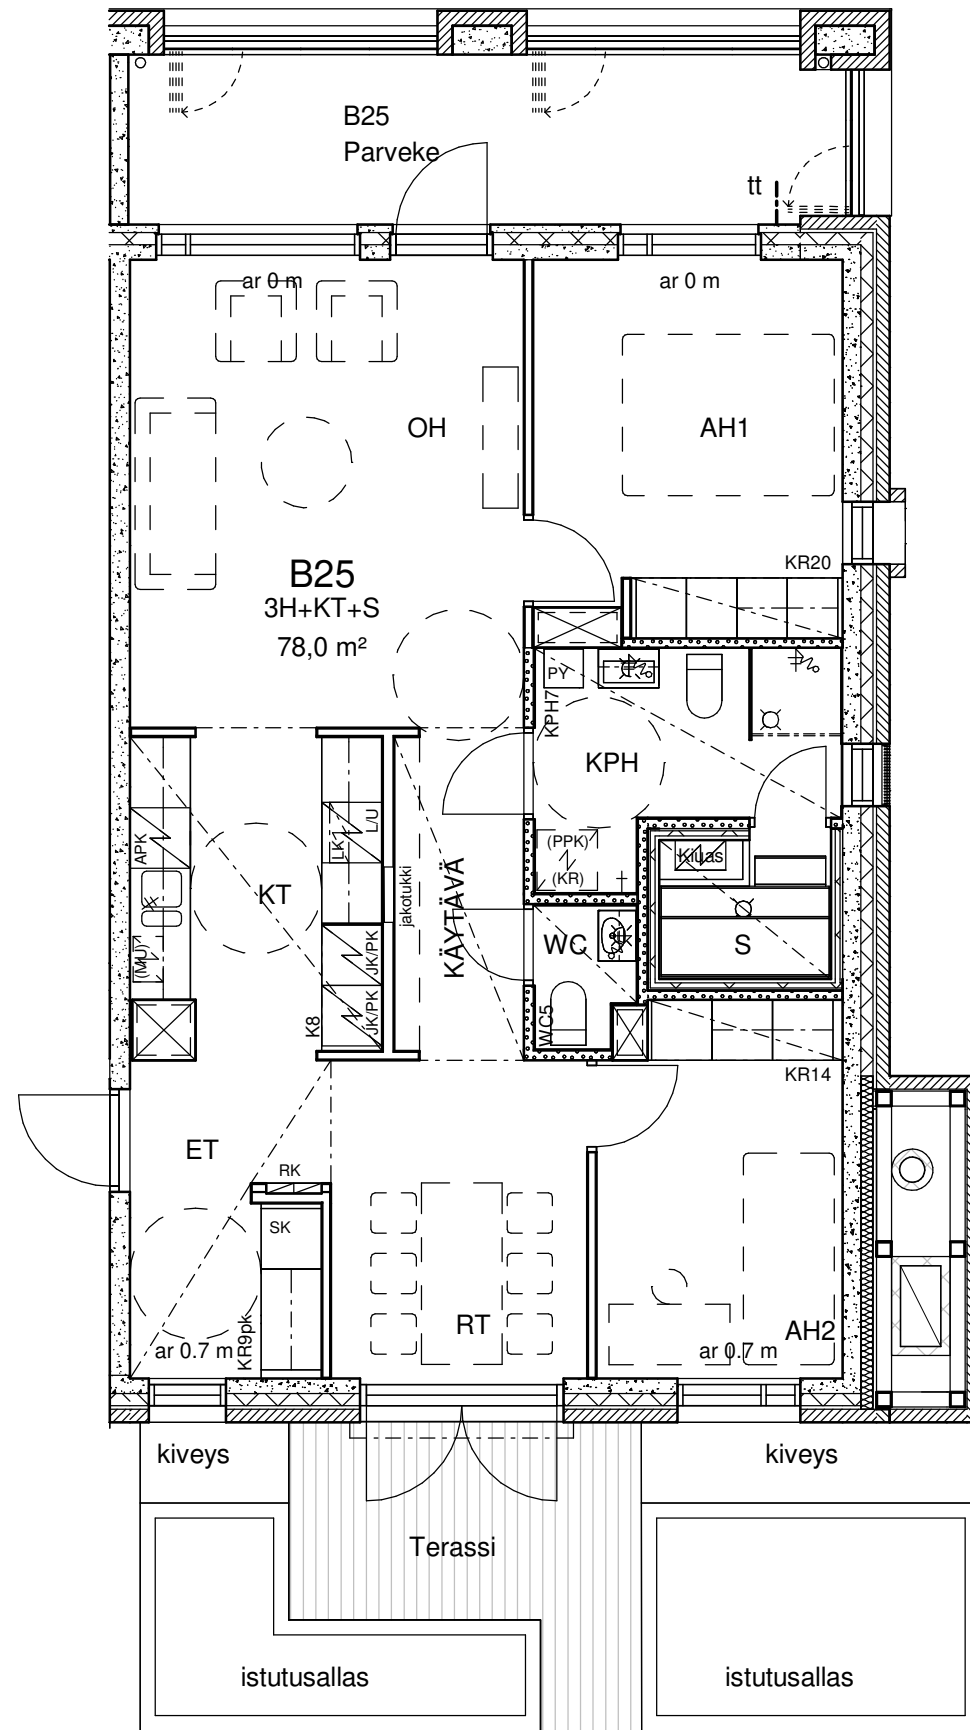 B25
Parveke
tt
ar 0 m
ar 0 m
OH
AH1
B25
3H+KT+S
78,0 m²
KR20
PY
KPH7
KPH
APK
LK
L/U
KT
jakotukki
KÄYTÄVÄ
(PPK)
(KR)
Kiuas
(MU)
JK/PK
WC
S
K8
JK/PK
WC5
KR14
ET
RK
SK
RT
AH2
KR9pk
ar 0.7 m
ar 0.7 m
kiveys
kiveys
Terassi
istutusallas
istutusallas